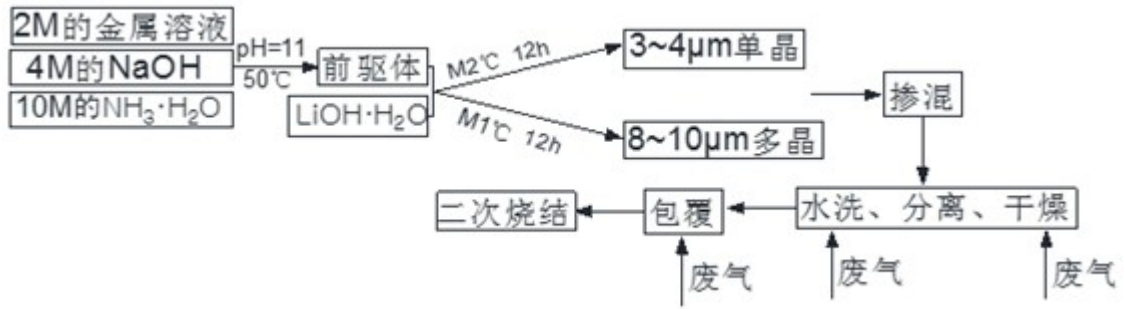 2M的金属溶液
4M的NaOH
10M的NH₃·H₂O
pH=11
50℃
前驱体
LiOH·H₂O
M2℃ 12h
M1℃ 12h
3~4μm单晶
8~10μm多晶
掺混
水洗、分离、干燥
包覆
二次烧结
废气
废气
废气